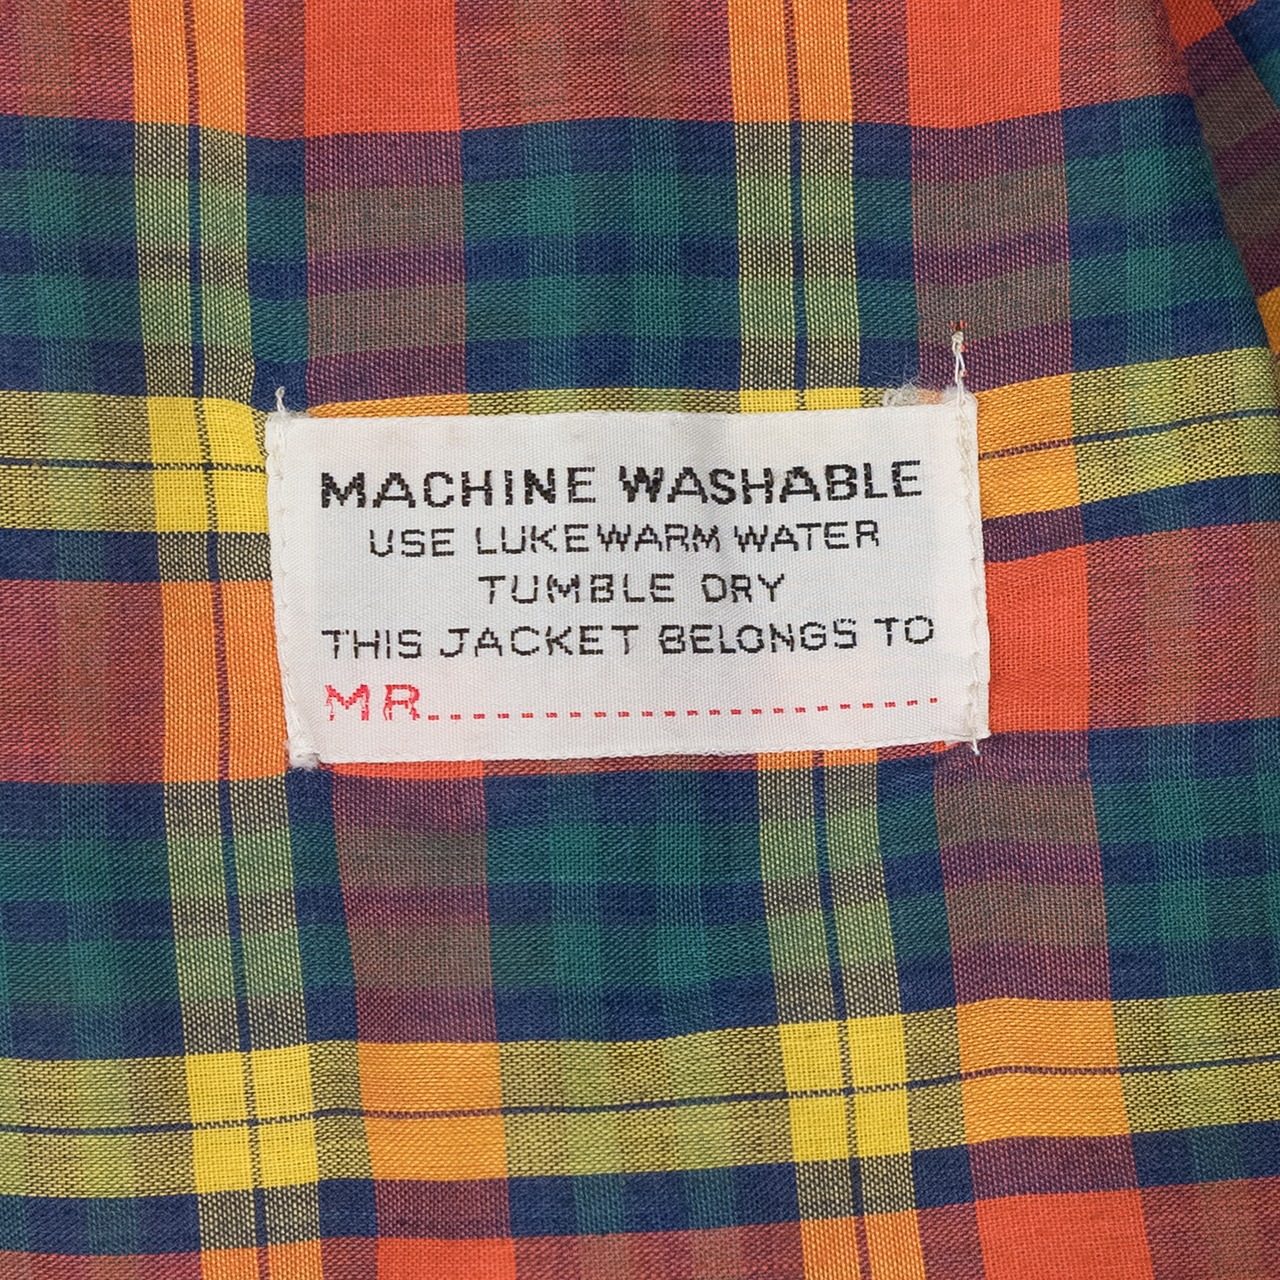 MACHINE WASHABLE
USE LUKEWARM WATER
TUMBLE DRY
THIS JACKET BELONGS TO
MR.......................